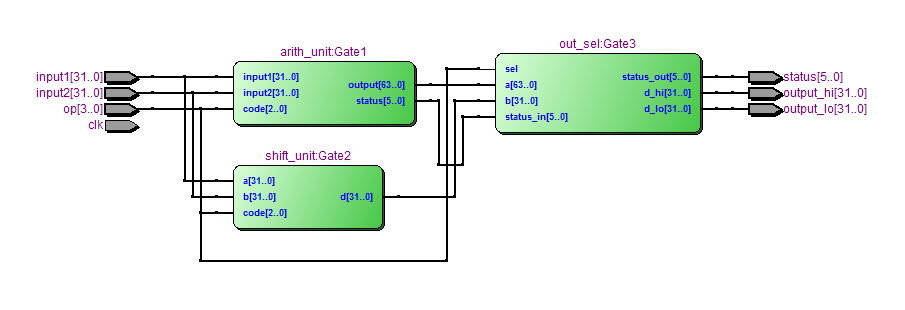 input1[31..0]
input2[31..0]
op[3..0]
clk
arith_unit:Gate1
input1[31..0]
input2[31..0]
code[2..0]
output[63..0]
status[5..0]
shift_unit:Gate2
a[31..0]
b[31..0]
code[2..0]
d[31..0]
out_sel:Gate3
sel
a[63..0]
b[31..0]
status_in[5..0]
status_out[5..0]
d_hi[31..0]
d_lo[31..0]
status[5..0]
output_hi[31..0]
output_lo[31..0]